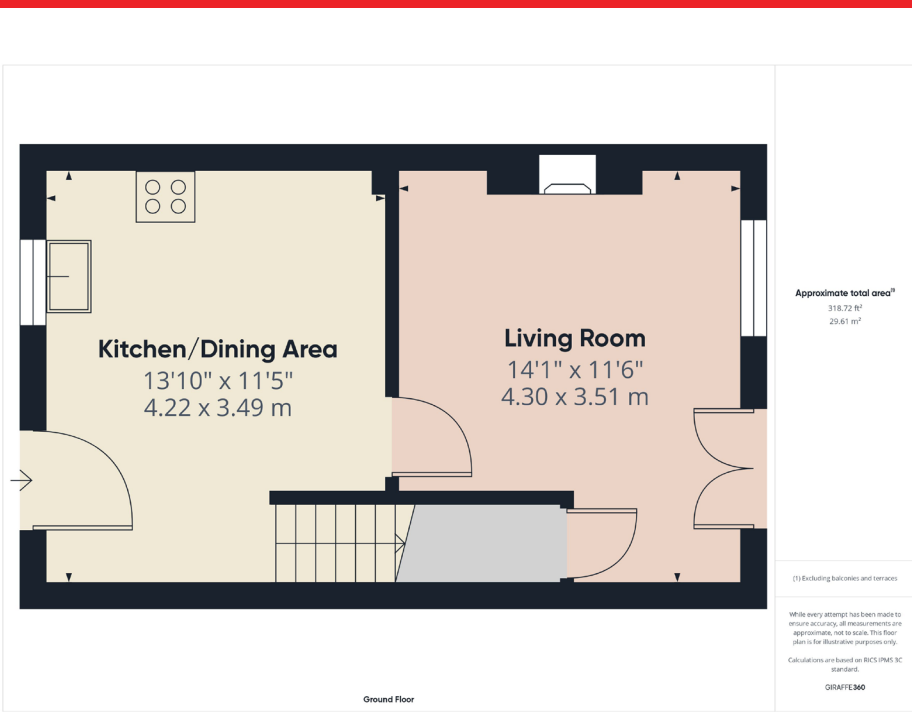 Kitchen/Dining Area
13'10" x 11'5"
4.22 x 3.49 m
Living Room
14'1" x 11'6"
4.30 x 3.51 m
Ground Floor
Approximate total area⁽¹⁾
318.72 ft²
29.61 m²
(1) Excluding balconies and terraces
While every attempt has been made to
ensure accuracy, all measurements are
approximate, not to scale. This floor
plan is for illustrative purposes only.
Calculations are based on RICS IPMS 3C
standard.
GIRAFFE360